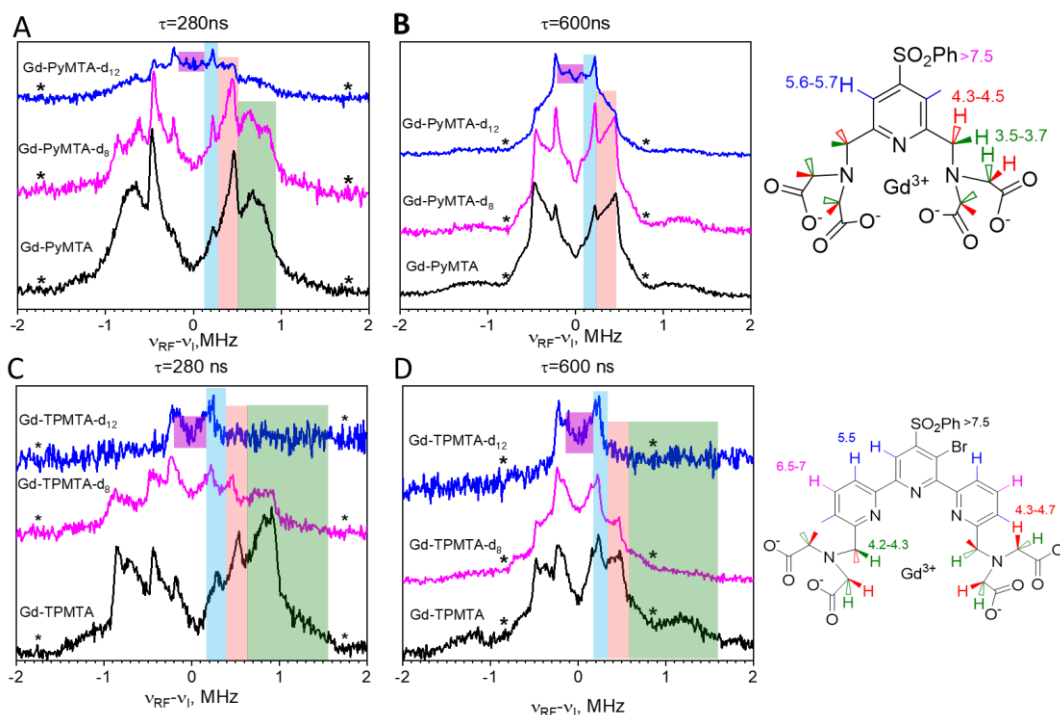 A
τ=280ns
Gd-PyMTA-d12
Gd-PyMTA-d8
Gd-PyMTA
* * * * * *
-2 -1 0 1 2
νRF-νI,MHz
B
τ=600ns
Gd-PyMTA-d12
Gd-PyMTA-d8
Gd-PyMTA
* * * * * *
-2 -1 0 1 2
νRF-νI,MHz
SO2Ph >7.5
5.6-5.7 H
4.3-4.5
H
N
H 3.5-3.7
H
H
N Gd3+ N
O O- O- O
O O- -O O
C
τ=280 ns
Gd-TPMTA-d12
Gd-TPMTA-d8
Gd-TPMTA
* * * * * *
-2 -1 0 1 2
νRF-νI, MHz
D
τ=600 ns
Gd-TPMTA-d12
Gd-TPMTA-d8
Gd-TPMTA
* * * * * *
-2 -1 0 1 2
νRF-νI, MHz
SO2Ph >7.5
5.5
Br
6.5-7 H H H H H
N N N
4.3-4.7
H
4.2-4.3
H H H
O- N Gd3+ N O-
O O
H H H H
O O- O- O